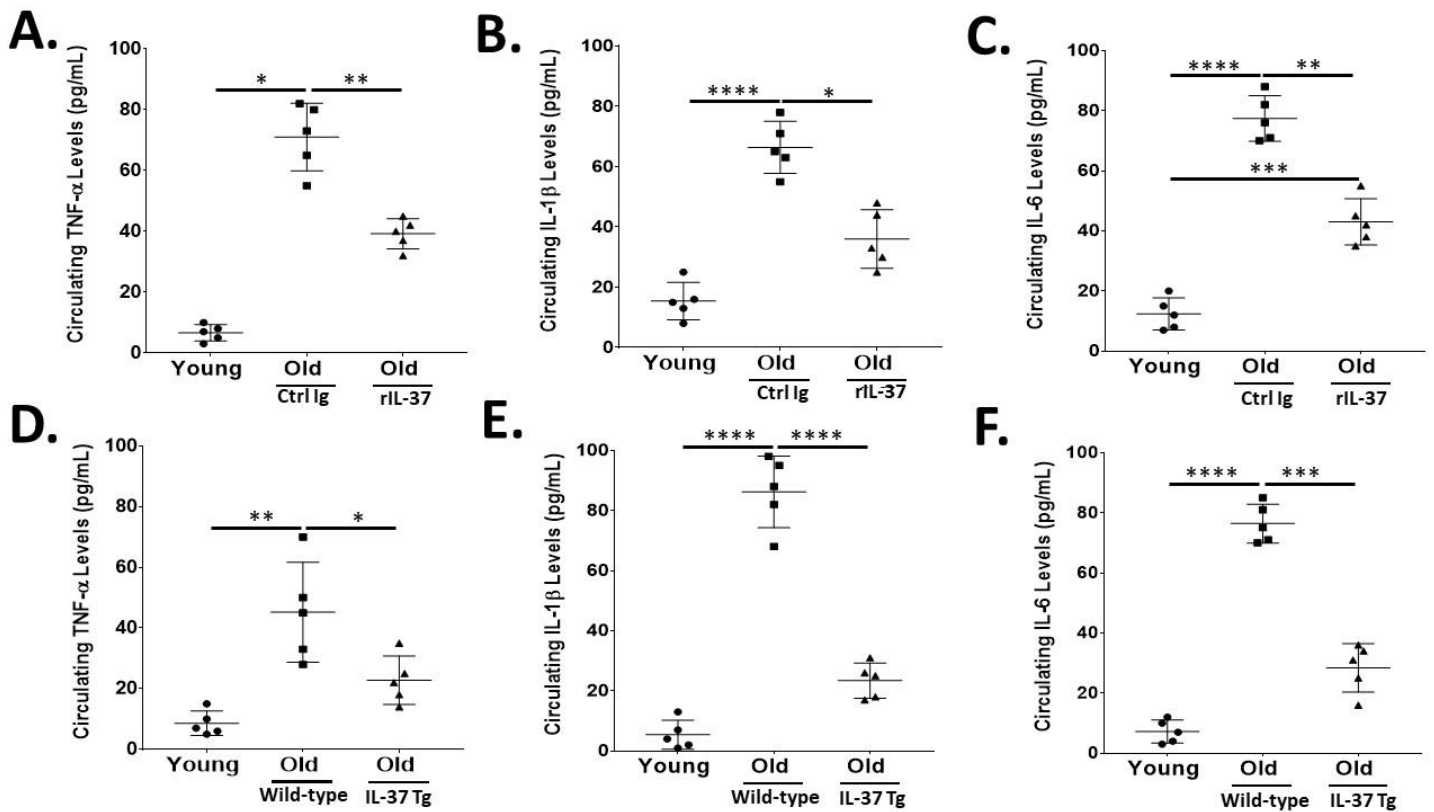 A.
Circulating TNF-α Levels (pg/mL)
100
80
60
40
20
0
* **
Young Old Old
Ctrl Ig rIL-37
B.
Circulating IL-1β Levels (pg/mL)
100
80
60
40
20
0
**** *
Young Old Old
Ctrl Ig rIL-37
C.
Circulating IL-6 Levels (pg/mL)
100
80
60
40
20
0
**** **
***
Young Old Old
Ctrl Ig rIL-37
D.
Circulating TNF-α Levels (pg/mL)
100
80
60
40
20
0
** *
Young Old Old
Wild-type IL-37 Tg
E.
Circulating IL-1β Levels (pg/mL)
100
80
60
40
20
0
**** ****
Young Old Old
Wild-type IL-37 Tg
F.
Circulating IL-6 Levels (pg/mL)
100
80
60
40
20
0
**** ***
Young Old Old
Wild-type IL-37 Tg